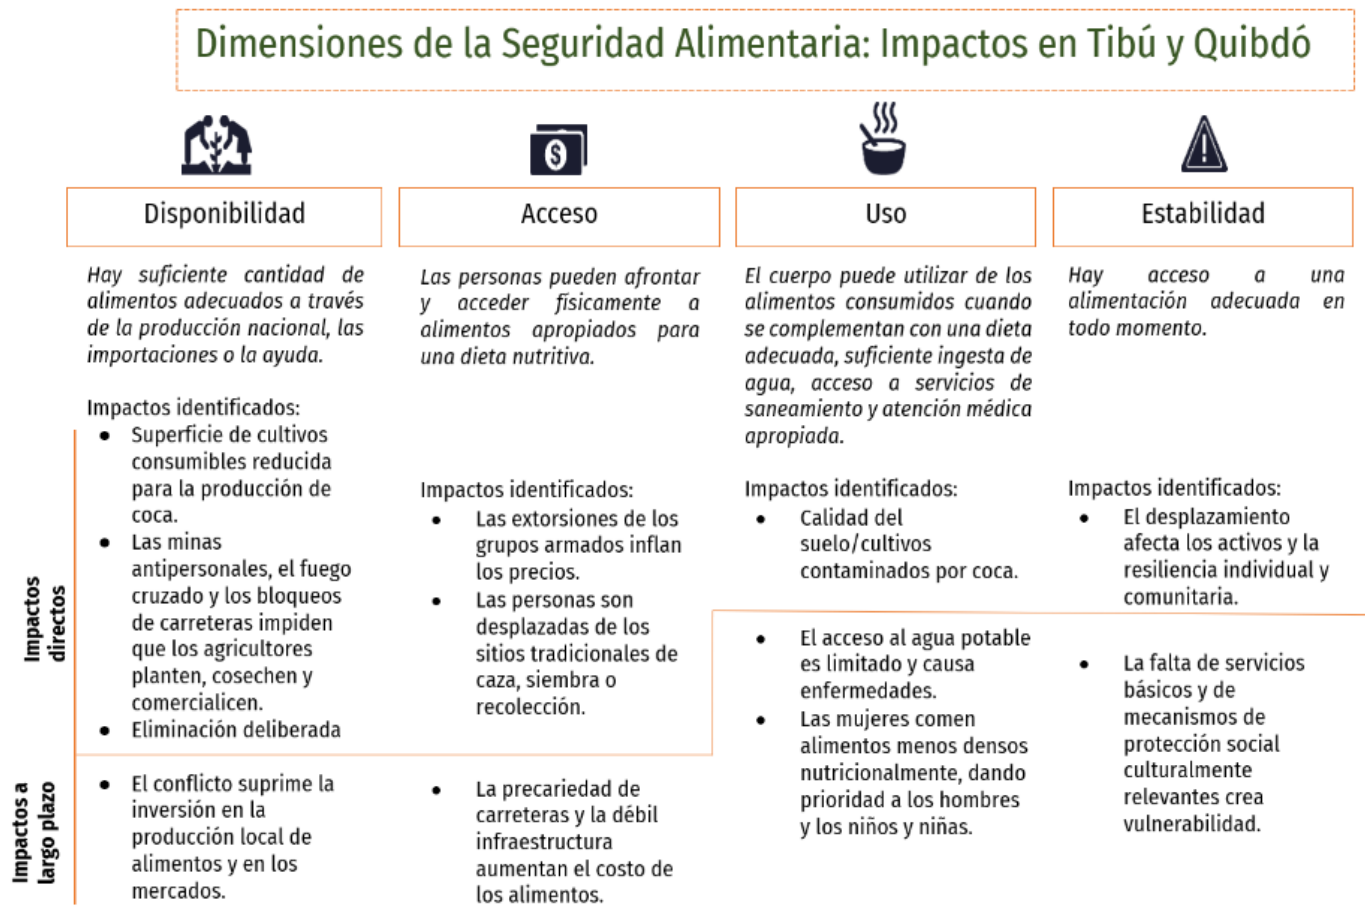 Dimensiones de la Seguridad Alimentaria: Impactos en Tibú y Quibdó
Disponibilidad
Hay suficiente cantidad de
alimentos adecuados a través
de la producción nacional, las
importaciones o la ayuda.
Impactos identificados:
● Superficie de cultivos
consumibles reducida
para la producción de
coca.
● Las minas
antipersonales, el fuego
cruzado y los bloqueos
de carreteras impiden
que los agricultores
planten, cosechen y
comercialicen.
● Eliminación deliberada
● El conflicto suprime la
inversión en la
producción local de
alimentos y en los
mercados.
Acceso
Las personas pueden afrontar
y acceder físicamente a
alimentos apropiados para
una dieta nutritiva.
Impactos identificados:
● Las extorsiones de los
grupos armados inflan
los precios.
● Las personas son
desplazadas de los
sitios tradicionales de
caza, siembra o
recolección.
● La precariedad de
carreteras y la débil
infraestructura
aumentan el costo de
los alimentos.
Uso
El cuerpo puede utilizar de los
alimentos consumidos cuando
se complementan con una dieta
adecuada, suficiente ingesta de
agua, acceso a servicios de
saneamiento y atención médica
apropiada.
Impactos identificados:
● Calidad del
suelo/cultivos
contaminados por coca.
● El acceso al agua potable
es limitado y causa
enfermedades.
● Las mujeres comen
alimentos menos densos
nutricionalmente, dando
prioridad a los hombres
y los niños y niñas.
Estabilidad
Hay acceso a una
alimentación adecuada en
todo momento.
Impactos identificados:
● El desplazamiento
afecta los activos y la
resiliencia individual y
comunitaria.
● La falta de servicios
básicos y de
mecanismos de
protección social
culturalmente
relevantes crea
vulnerabilidad.
Impactos
directos
Impactos a
largo plazo